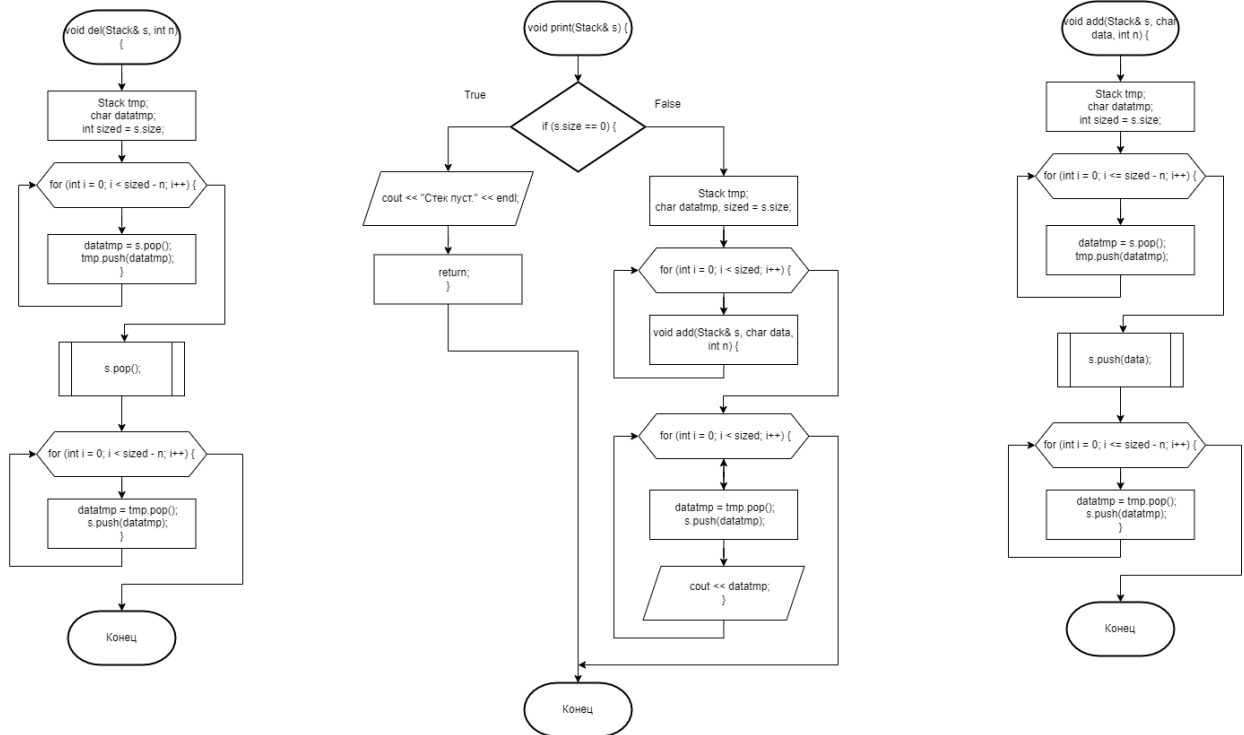 void del(Stack& s, int n)
{
Stack tmp;
char datatmp;
int sized = s.size;
for (int i = 0; i < sized - n; i++) {
datatmp = s.pop();
tmp.push(datatmp);
}
s.pop();
for (int i = 0; i < sized - n; i++) {
datatmp = tmp.pop();
s.push(datatmp);
}
Конец
void print(Stack& s) {
if (s.size == 0) {
True
cout << "Стек пуст." << endl;
return;
}
False
Stack tmp;
char datatmp, sized = s.size;
for (int i = 0; i < sized; i++) {
void add(Stack& s, char data,
int n) {
for (int i = 0; i < sized; i++) {
datatmp = tmp.pop();
s.push(datatmp);
cout << datatmp;
}
Конец
void add(Stack& s, char
data, int n) {
Stack tmp;
char datatmp;
int sized = s.size;
for (int i = 0; i <= sized - n; i++) {
datatmp = s.pop();
tmp.push(datatmp);
s.push(data);
for (int i = 0; i <= sized - n; i++) {
datatmp = tmp.pop();
s.push(datatmp);
}
Конец